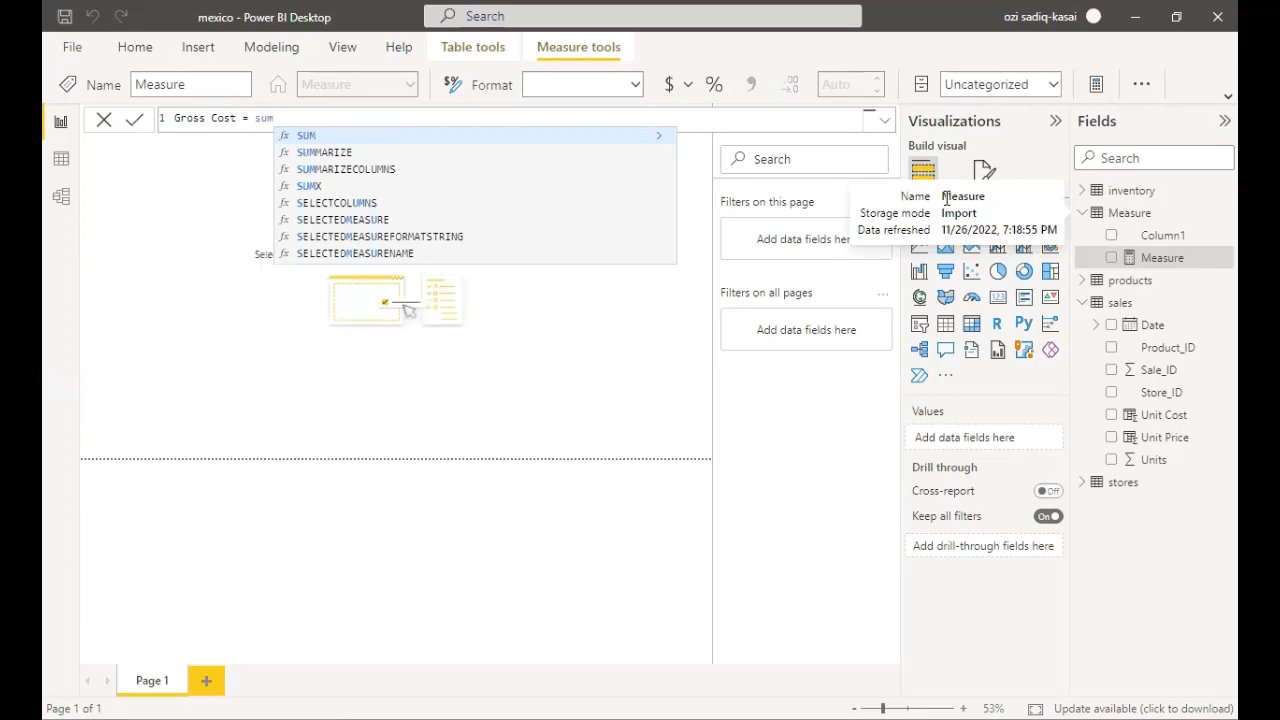 mexico - Power BI Desktop
Search
ozi sadiq-kasai
File Home Insert Modeling View Help Table tools Measure tools
Name Measure Measure Format $ % Auto Uncategorized
1 Gross Cost = sum
SUM
SUMMARIZE
SUMMARIZECOLUMNS
SUMX
SELECTCOLUMNS
SELECTEDMEASURE
SELECTEDMEASUREFORMATSTRING
SELECTEDMEASURENAME
Search
Filters on this page
Add data fields here
Filters on all pages
Add data fields here
Visualizations
Build visual
Name Measure
Storage mode Import
Data refreshed 11/26/2022, 7:18:55 PM
R Py
Values
Add data fields here
Drill through
Cross-report Off
Keep all filters On
Add drill-through fields here
Fields
Search
inventory
Measure
Column1
Measure
products
sales
Date
Product_ID
Sale_ID
Store_ID
Unit Cost
Unit Price
Units
stores
Page 1
Page 1 of 1
- + 53%
Update available (click to download)